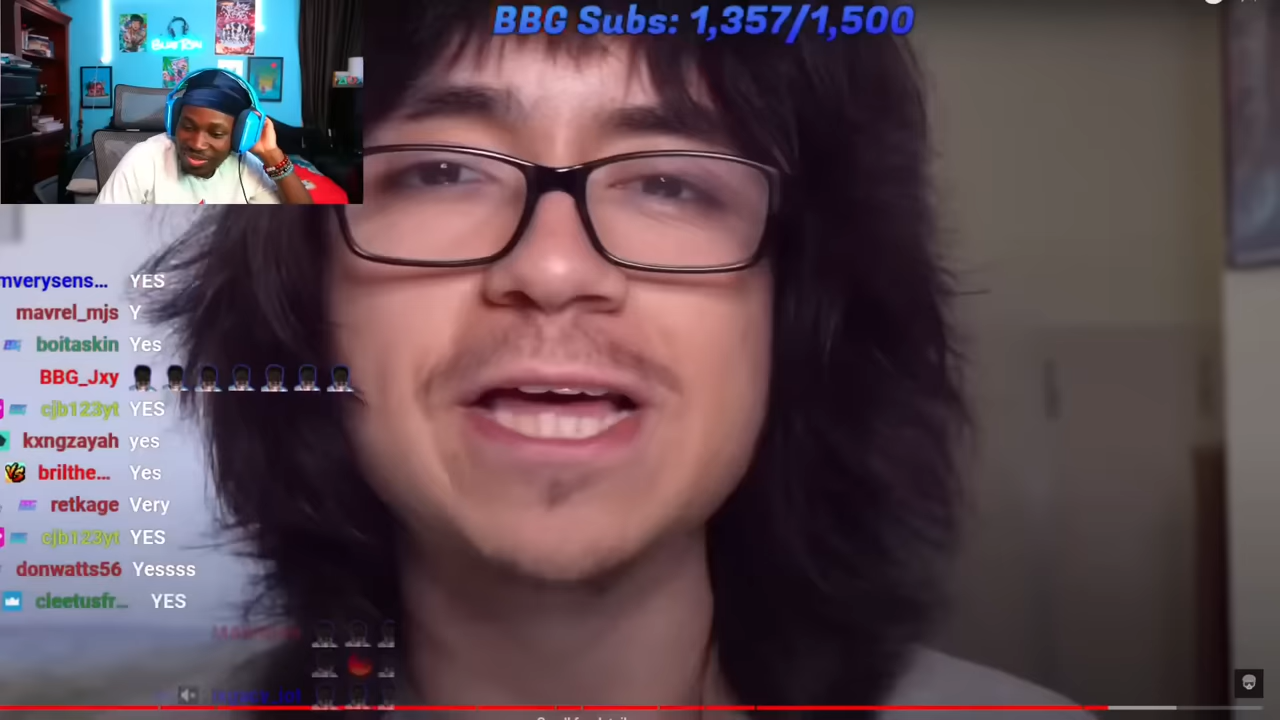 BBG Subs: 1,357/1,500
mverysens... YES
mavrel_mjs Y
boitaskin Yes
BBG_Jxy
cjb123yt YES
kxngzayah yes
brilthe... Yes
retkage Very
cjb123yt YES
donwatts56 Yessss
cleetusfr... YES